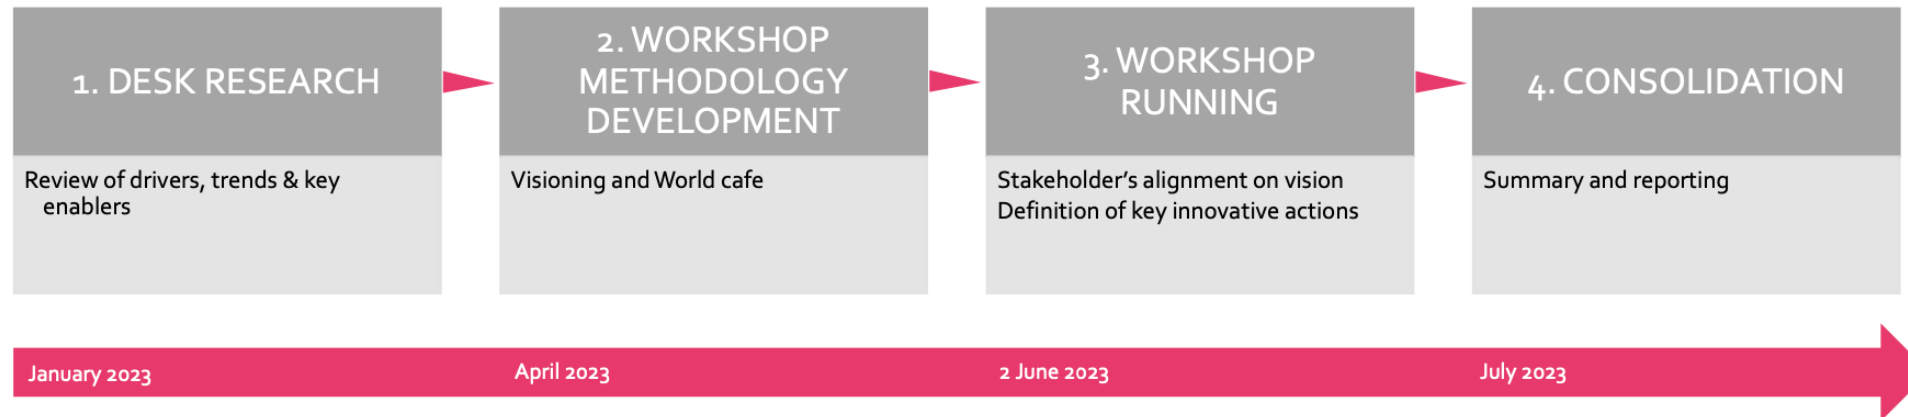 1. DESK RESEARCH
Review of drivers, trends & key
enablers
2. WORKSHOP
METHODOLOGY
DEVELOPMENT
Visioning and World cafe
3. WORKSHOP
RUNNING
Stakeholder’s alignment on vision
Definition of key innovative actions
4. CONSOLIDATION
Summary and reporting
January 2023
April 2023
2 June 2023
July 2023